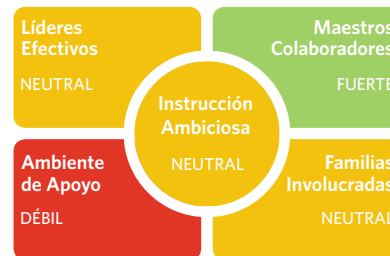 Líderes
Efectivos
NEUTRAL
Maestros
Colaboradores
FUERTE
Instrucción
Ambiciosa
NEUTRAL
Ambiente
de Apoyo
DÉBIL
Familias
Involucradas
NEUTRAL